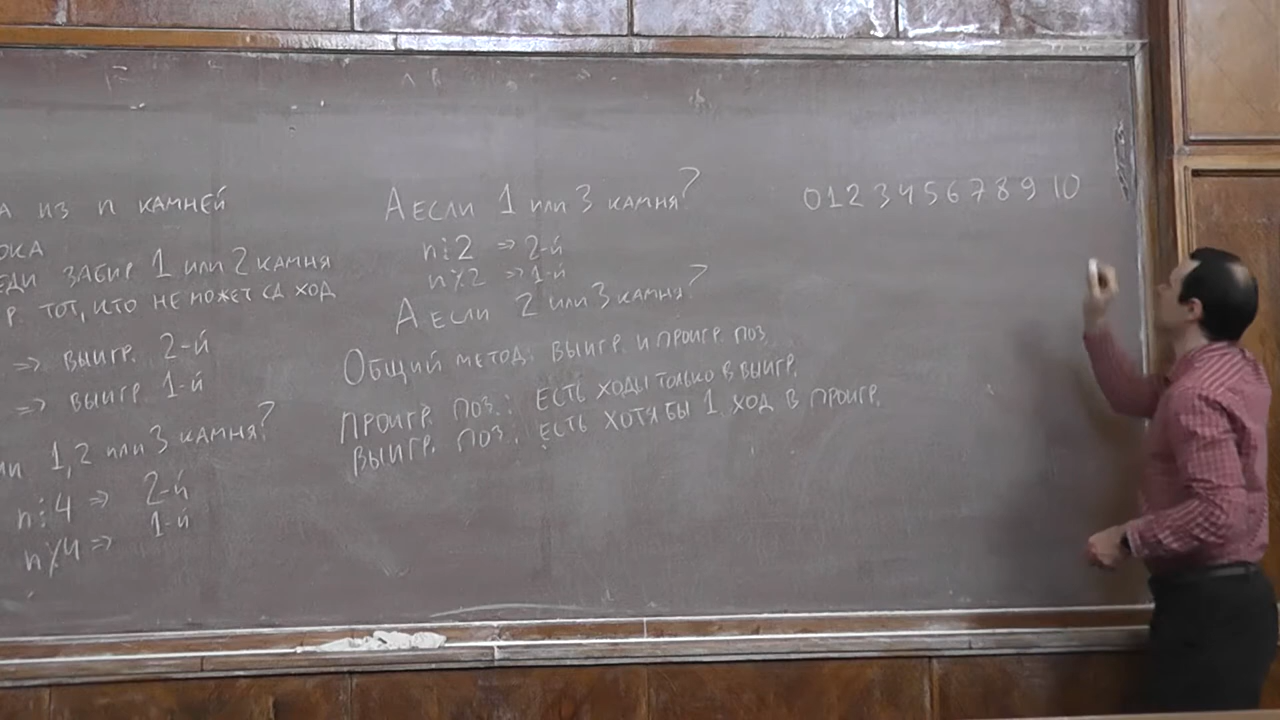 А ИЗ n КАМНЕЙ
ОКА
ЕДИ ЗАБИР 1 ИЛИ 2 КАМНЯ
Р. ТОТ, КТО НЕ МОЖЕТ СД ХОД
=> ВЫИГР. 2-Й
=> ВЫИГР 1-Й
ЛИ 1,2 ИЛИ 3 КАМНЯ?
n⋮4 => 2-Й
n⋮̸4 => 1-Й
А ЕСЛИ 1 ИЛИ 3 КАМНЯ?
n⋮2 => 2-Й
n⋮̸2 => 1-Й
А ЕСЛИ 2 ИЛИ 3 КАМНЯ?
ОБЩИЙ МЕТОД: ВЫИГР. И ПРОИГР. ПОЗ.
ПРОИГР. ПОЗ.: ЕСТЬ ХОДЫ ТОЛЬКО В ВЫИГР.
ВЫИГР. ПОЗ.: ЕСТЬ ХОТЯ БЫ 1 ХОД В ПРОИГР.
0 1 2 3 4 5 6 7 8 9 10